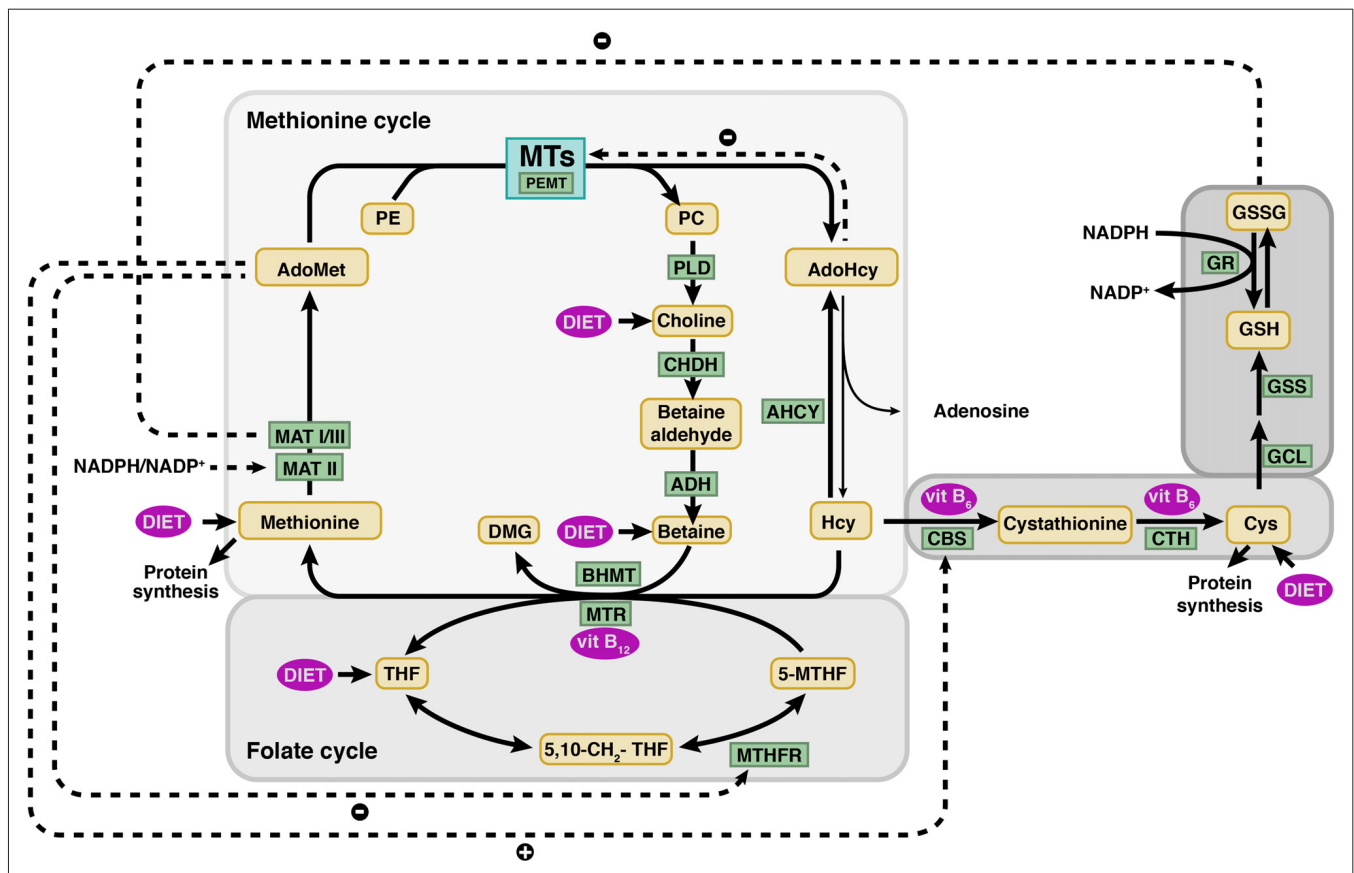 −
Methionine cycle
−
MTs
PEMT
PE
PC
GSSG
NADPH
GR
NADP⁺
AdoMet
PLD
AdoHcy
DIET
Choline
GSH
CHDH
GSS
Betaine
aldehyde
AHCY
Adenosine
MAT I/III
NADPH/NADP⁺
MAT II
ADH
GCL
DIET
Methionine
DMG
DIET
Betaine
Hcy
vit B₆
CBS
Cystathionine
vit B₆
CTH
Cys
Protein
synthesis
BHMT
Protein
synthesis
DIET
MTR
vit B₁₂
DIET
THF
5-MTHF
Folate cycle
5,10-CH₂- THF
MTHFR
−
+